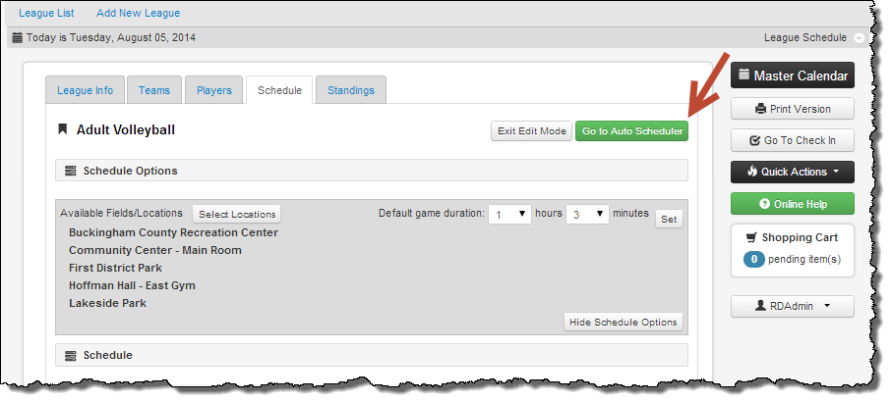 League List Add New League
Today is Tuesday, August 05, 2014 League Schedule
League Info Teams Players Schedule Standings
Adult Volleyball Exit Edit Mode Go to Auto Scheduler
Schedule Options
Available Fields/Locations Select Locations Default game duration: 1 hours 3 minutes Set
Buckingham County Recreation Center
Community Center - Main Room
First District Park
Hoffman Hall - East Gym
Lakeside Park
Hide Schedule Options
Schedule
Master Calendar
Print Version
Go To Check In
Quick Actions
Online Help
Shopping Cart
0 pending item(s)
RDAdmin